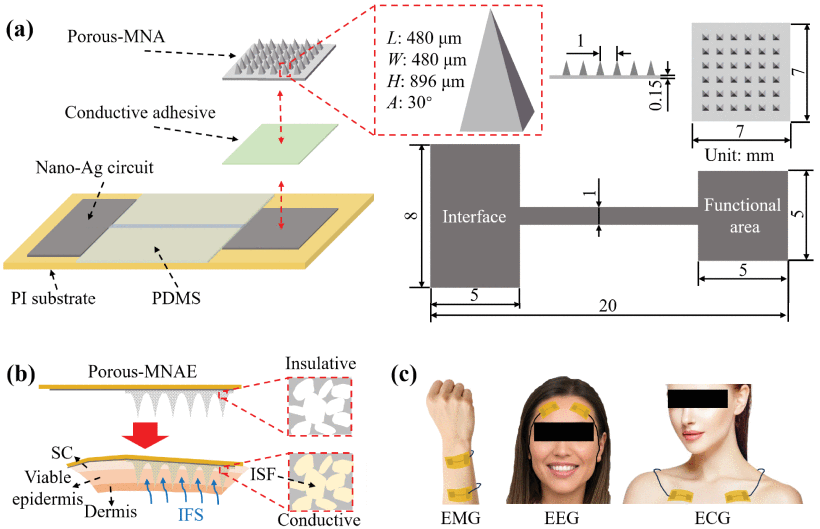 (a)
Porous-MNA
Conductive adhesive
Nano-Ag circuit
PI substrate
PDMS
L: 480 μm
W: 480 μm
H: 896 μm
A: 30°
1
0.15
7
7
Unit: mm
8
Interface
1
Functional
area
5
5
5
20
(b)
Porous-MNAE
Insulative
SC
Viable
epidermis
Dermis
IFS
ISF
Conductive
(c)
EMG
EEG
ECG